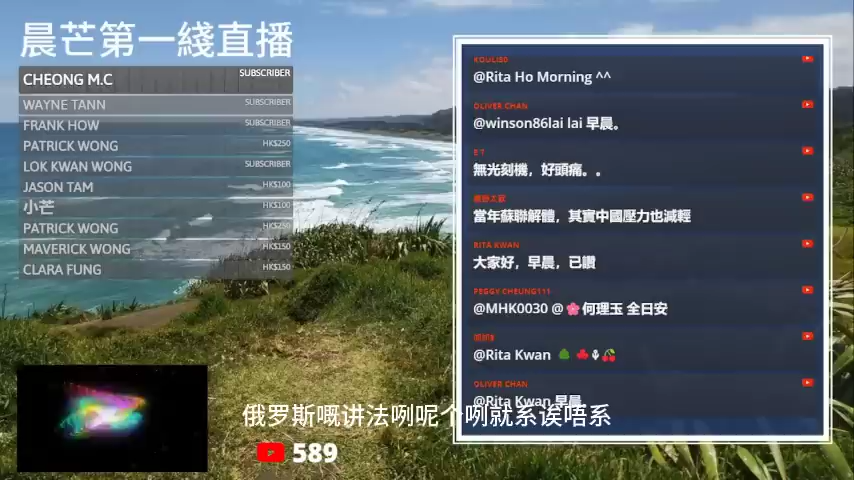 晨芒第一綫直播
CHEONG M.C SUBSCRIBER
WAYNE TANN SUBSCRIBER
FRANK HOW SUBSCRIBER
PATRICK WONG HK$250
LOK KWAN WONG SUBSCRIBER
JASON TAM HK$100
小芒 HK$100
PATRICK WONG HK$250
MAVERICK WONG HK$150
CLARA FUNG HK$150
@Rita Ho Morning ^^
OLIVER CHAN
@winson86lai lai 早晨。
無光刻機，好頭痛。。
當年蘇聯解體，其實中國壓力也減輕
RITA KWAN
大家好，早晨，已讚
PEGGY CHEUNG111
@MHK0030 @🌸何理玉 全日安
@Rita Kwan
OLIVER CHAN
@Rita Kwan 早晨
俄罗斯嘅讲法咧呢个咧就系诶唔系
589